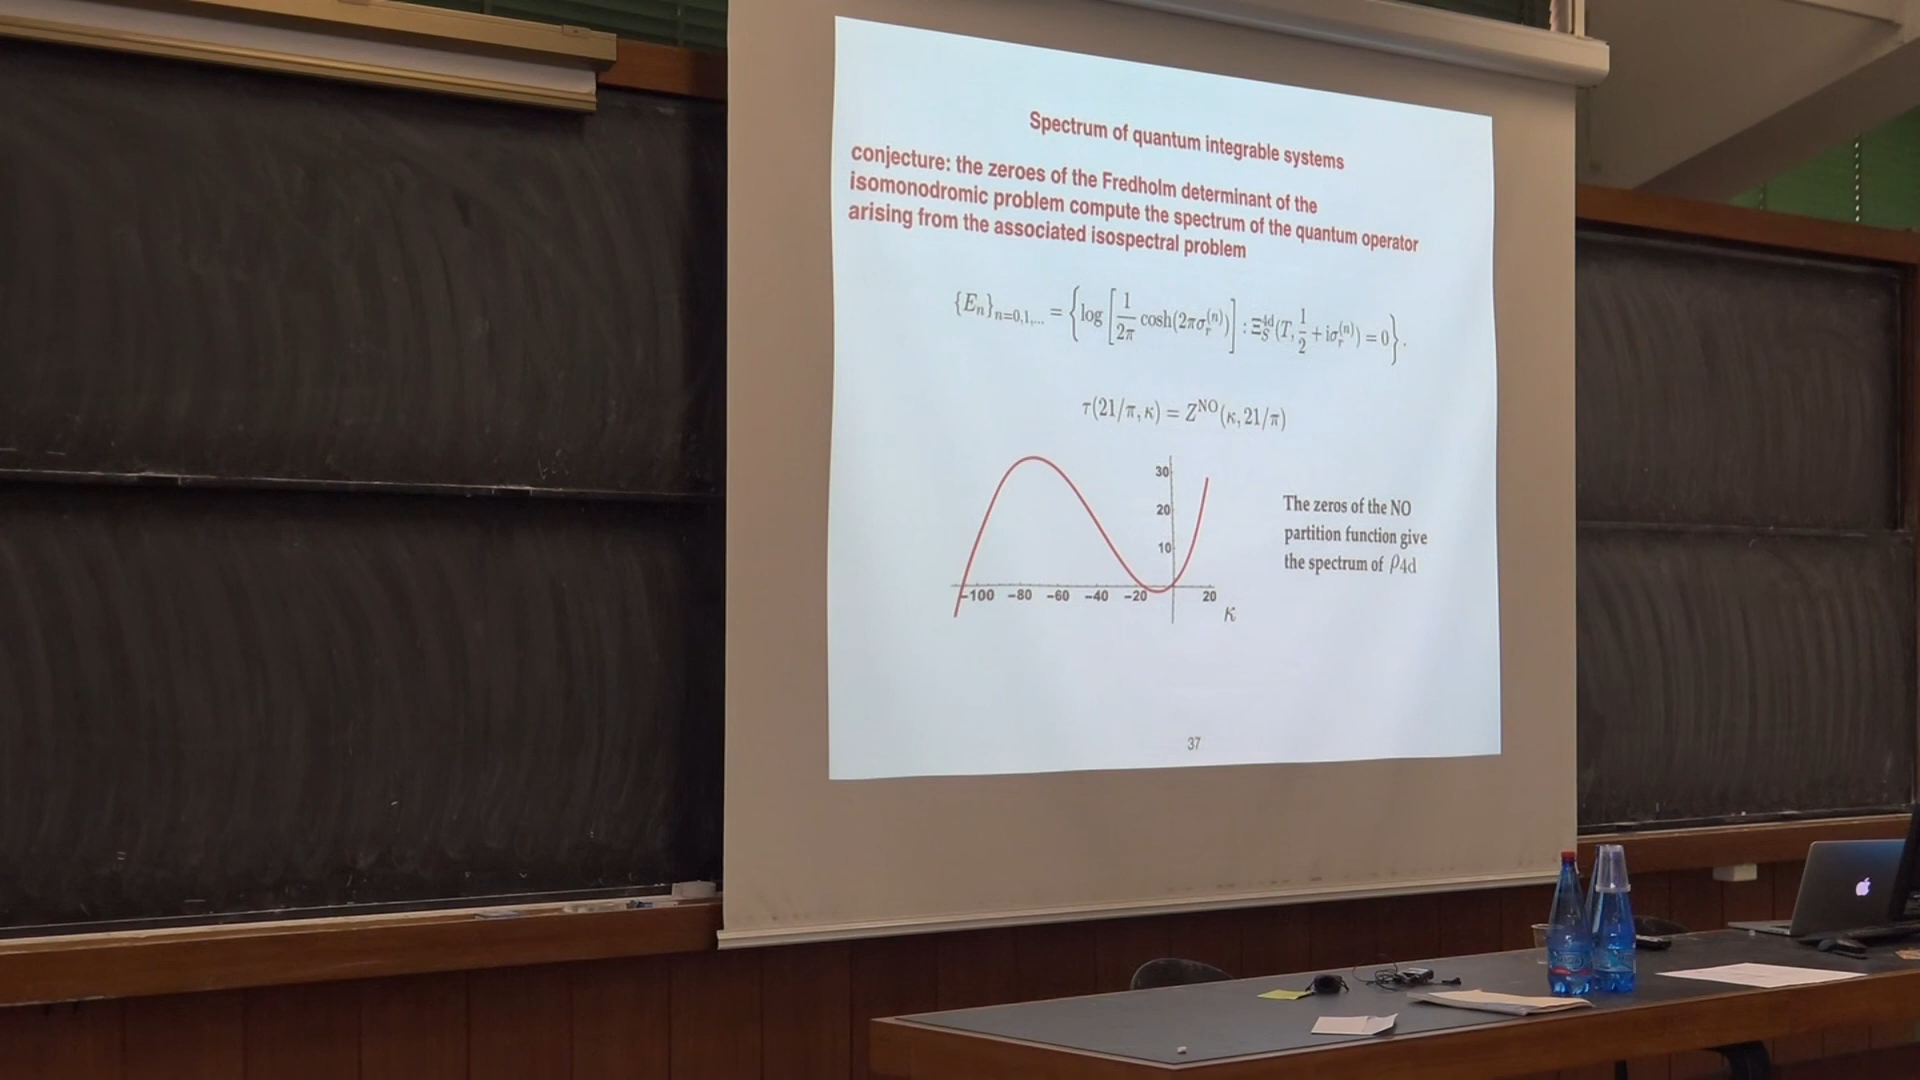 Spectrum of quantum integrable systems
conjecture: the zeroes of the Fredholm determinant of the
isomonodromic problem compute the spectrum of the quantum operator
arising from the associated isospectral problem
{E_n}_{n=0,1,...} = {log[1/2π cosh(2πσ_r^{(n)})] : Ξ_S^{4d}(T, 1/2 + iσ_r^{(n)}) = 0}.
τ(21/π, κ) = Z^{NO}(κ, 21/π)
30
20
10
−100 −80 −60 −40 −20 20
κ
The zeros of the NO
partition function give
the spectrum of ρ_{4d}
37